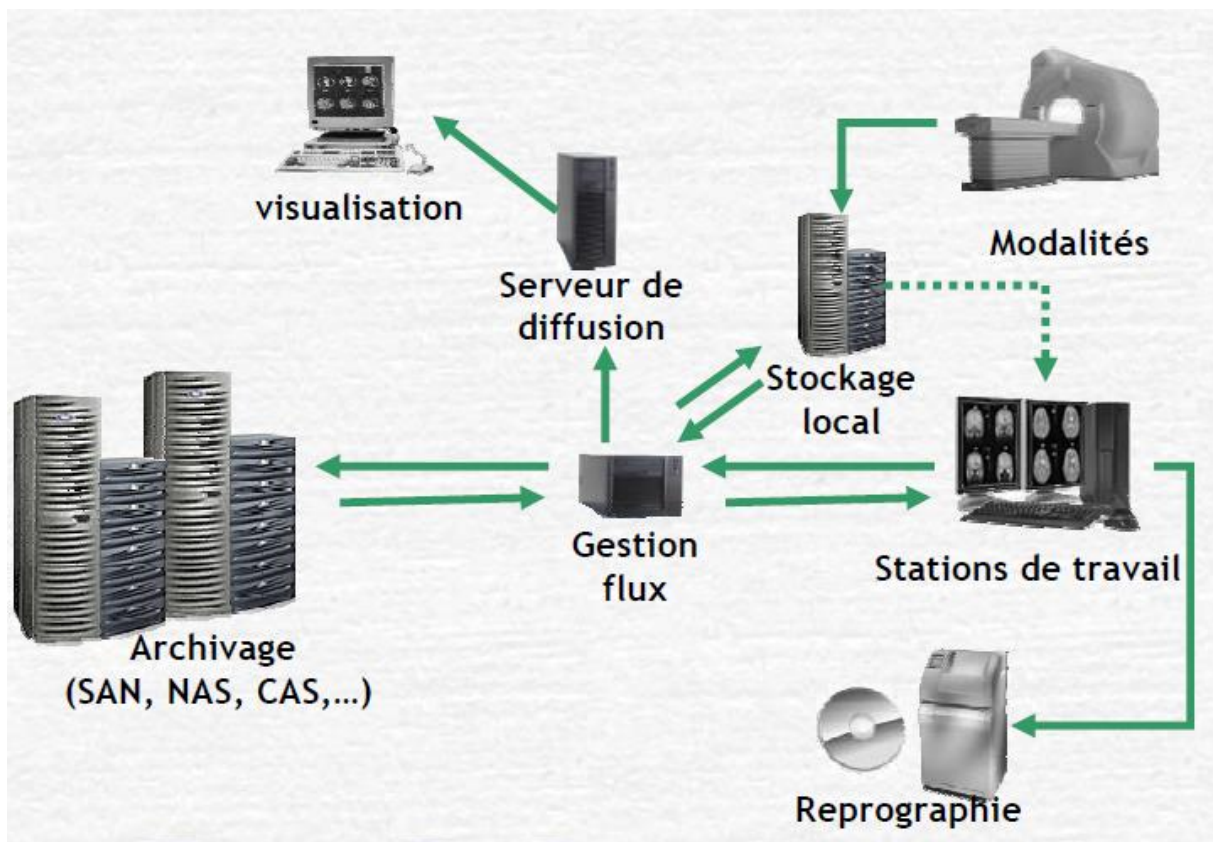 visualisation
Modalités
Serveur de
diffusion
Stockage
local
Gestion
flux
Stations de travail
Archivage
(SAN, NAS, CAS,...)
Reprographie